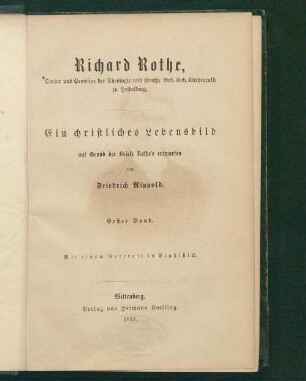 Richard Rothe,
Doctor und Professor der Theologie und Großh. Bad. Geh. Kirchenrath
zu Heidelberg.
Ein christliches Lebensbild
auf Grund der Briefe Rothe's entworfen
von
Friedrich Nippold.
Erster Band.
Mit einem Portrait in Stahlstich.
Wittenberg.
Verlag von Hermann Koelling.
1873.